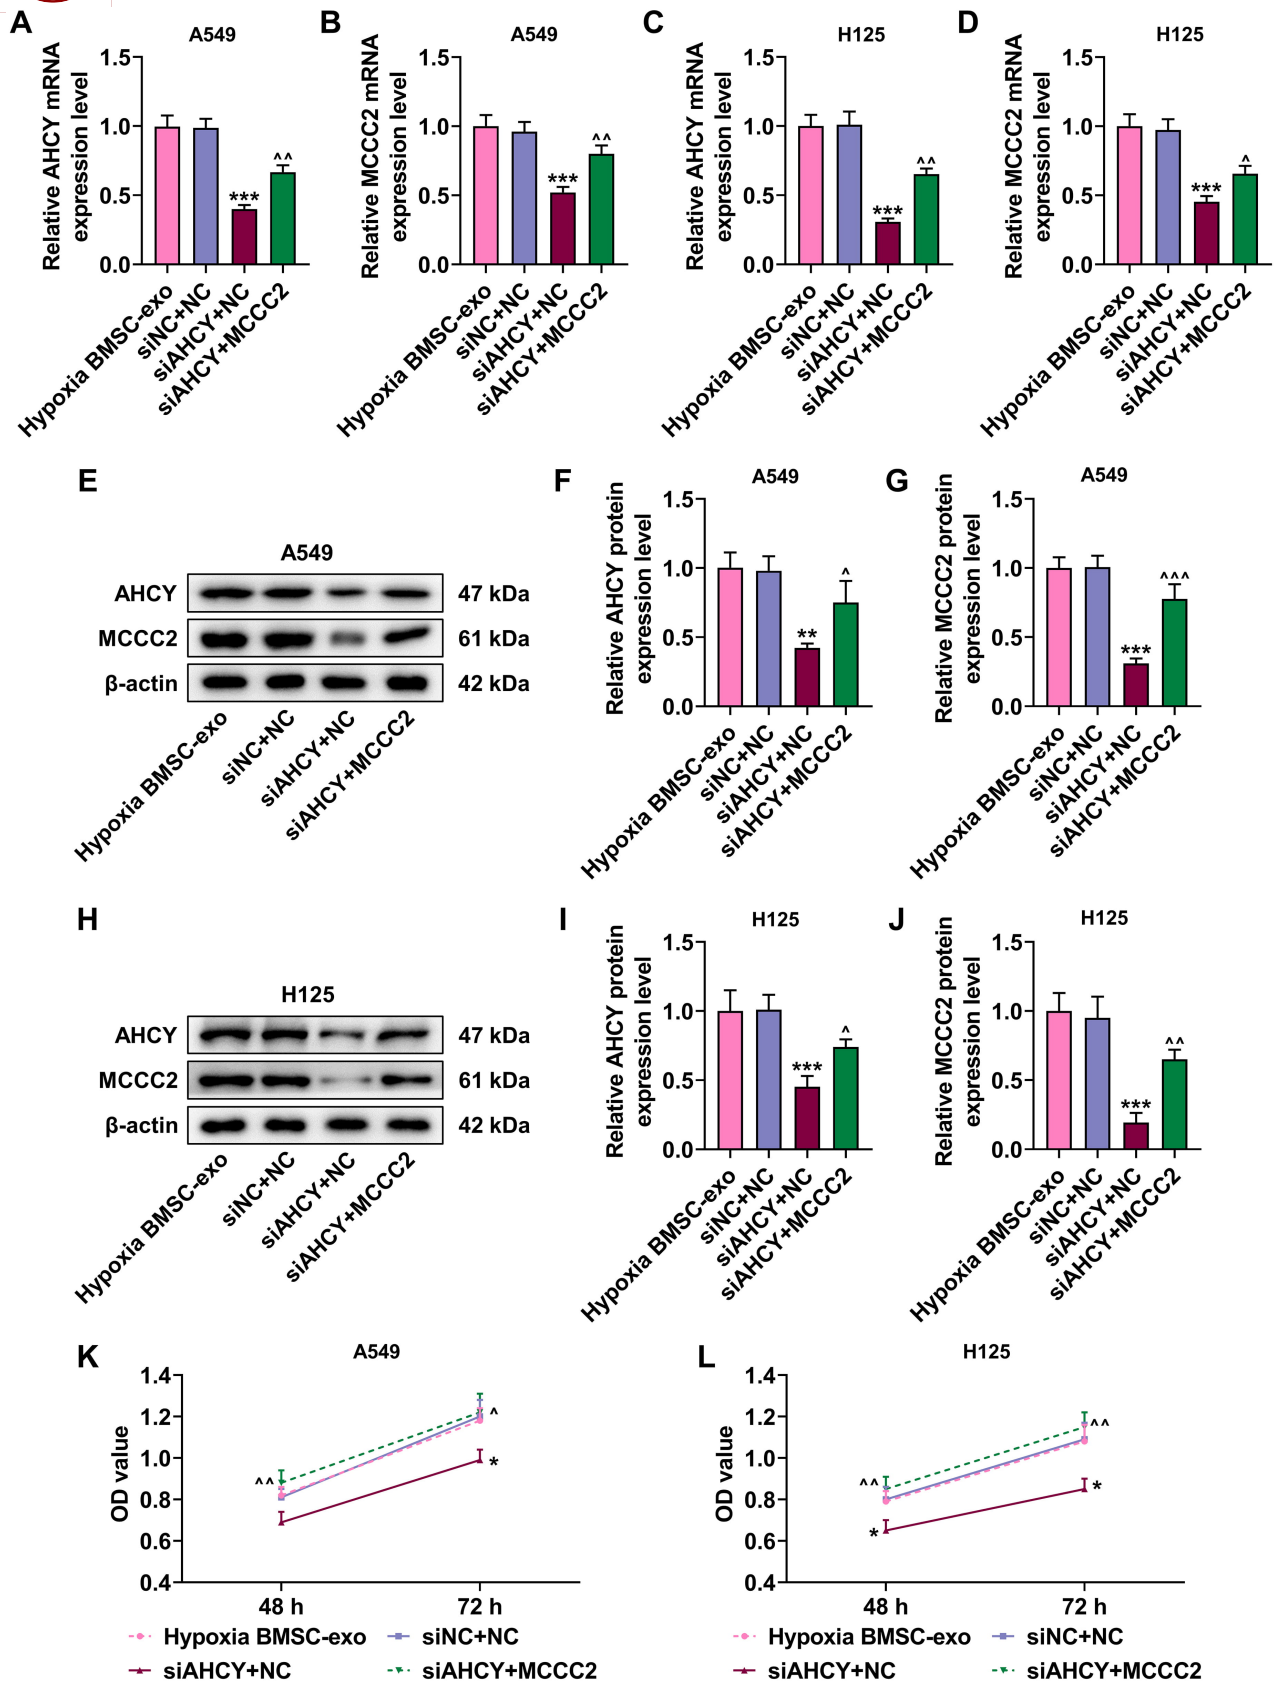 A
A549
Relative AHCY mRNA
expression level
1.5
1.0
0.5
0.0
***
^^
Hypoxia BMSC-exo
siNC+NC
siAHCY+NC
siAHCY+MCCC2
B
A549
Relative MCCC2 mRNA
expression level
1.5
1.0
0.5
0.0
***
^^
Hypoxia BMSC-exo
siNC+NC
siAHCY+NC
siAHCY+MCCC2
C
H125
Relative AHCY mRNA
expression level
1.5
1.0
0.5
0.0
***
^^
Hypoxia BMSC-exo
siNC+NC
siAHCY+NC
siAHCY+MCCC2
D
H125
Relative MCCC2 mRNA
expression level
1.5
1.0
0.5
0.0
***
^
Hypoxia BMSC-exo
siNC+NC
siAHCY+NC
siAHCY+MCCC2
E
A549
AHCY 47 kDa
MCCC2 61 kDa
β-actin 42 kDa
Hypoxia BMSC-exo
siNC+NC
siAHCY+NC
siAHCY+MCCC2
F
A549
Relative AHCY protein
expression level
1.5
1.0
0.5
0.0
**
^
Hypoxia BMSC-exo
siNC+NC
siAHCY+NC
siAHCY+MCCC2
G
A549
Relative MCCC2 protein
expression level
1.5
1.0
0.5
0.0
***
^^^
Hypoxia BMSC-exo
siNC+NC
siAHCY+NC
siAHCY+MCCC2
H
H125
AHCY 47 kDa
MCCC2 61 kDa
β-actin 42 kDa
Hypoxia BMSC-exo
siNC+NC
siAHCY+NC
siAHCY+MCCC2
I
H125
Relative AHCY protein
expression level
1.5
1.0
0.5
0.0
***
^
Hypoxia BMSC-exo
siNC+NC
siAHCY+NC
siAHCY+MCCC2
J
H125
Relative MCCC2 protein
expression level
1.5
1.0
0.5
0.0
***
^^
Hypoxia BMSC-exo
siNC+NC
siAHCY+NC
siAHCY+MCCC2
K
A549
OD value
1.4
1.2
1.0
0.8
0.6
0.4
^^
^
*
48 h 72 h
Hypoxia BMSC-exo siNC+NC
siAHCY+NC siAHCY+MCCC2
L
H125
OD value
1.4
1.2
1.0
0.8
0.6
0.4
^^
*
^^
*
48 h 72 h
Hypoxia BMSC-exo siNC+NC
siAHCY+NC siAHCY+MCCC2